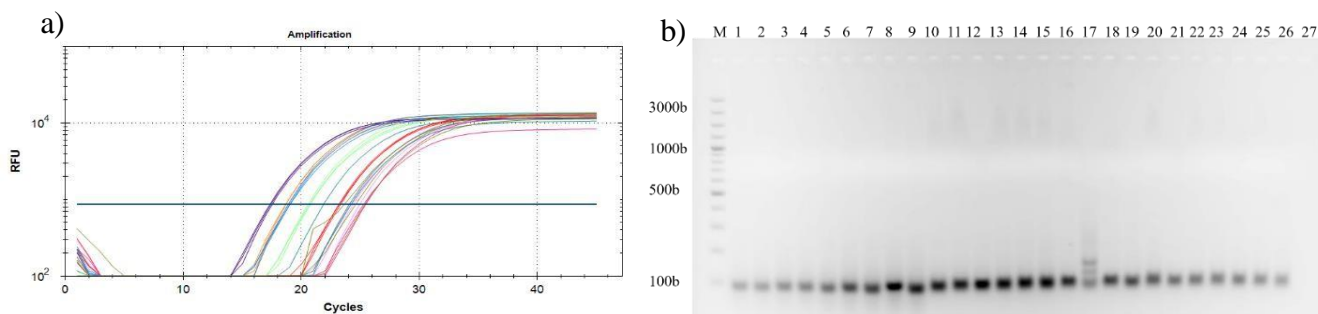 a)
Amplification
RFU
10^4
10^2
0 10 20 30 40
Cycles
b)
M 1 2 3 4 5 6 7 8 9 10 11 12 13 14 15 16 17 18 19 20 21 22 23 24 25 26 27
3000b
1000b
500b
100b